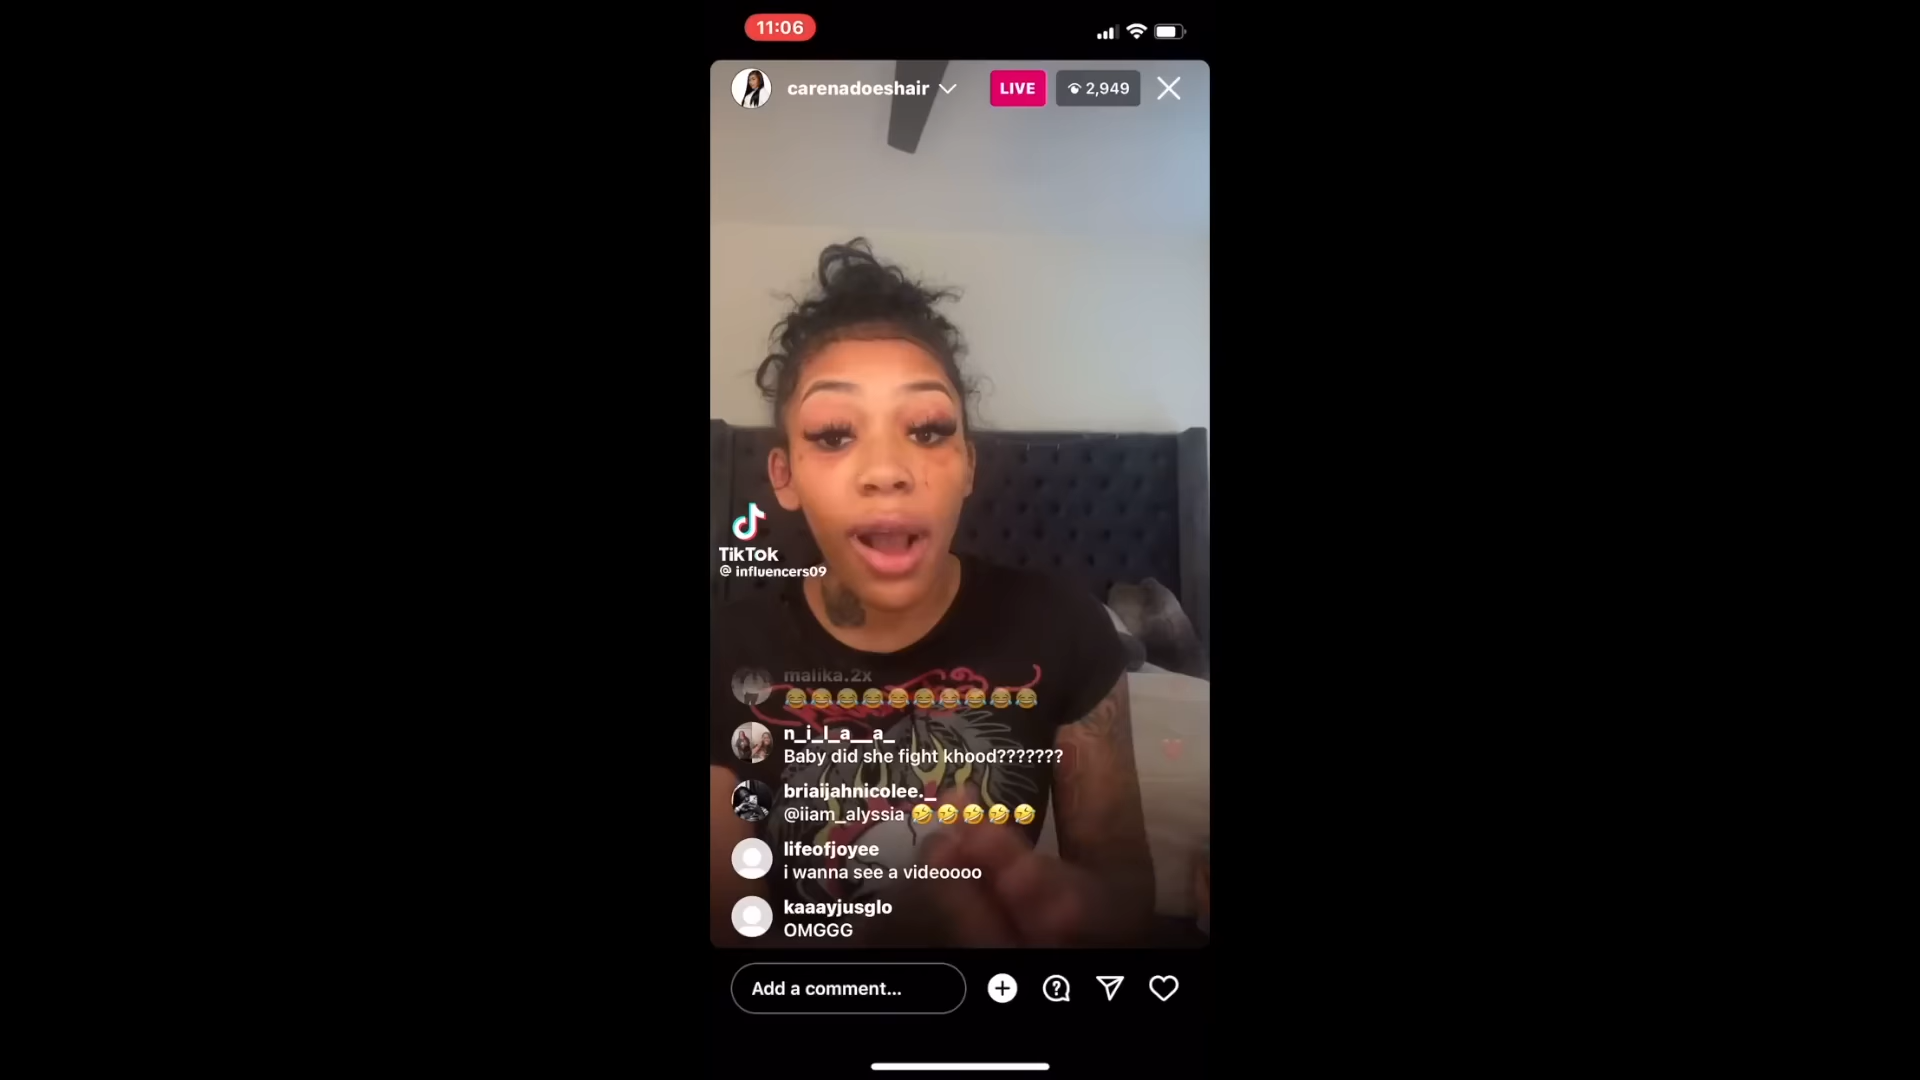 11:06
carenadoeshair
LIVE
2,949
TikTok
@ influencers09
malika.2x
😂😂😂😂😂😂😂😂😂😂
n_i_l_a__a_
Baby did she fight khood???????
briaijahnicolee._
@iiam_alyssia 🤣🤣🤣🤣🤣
lifeofjoyee
i wanna see a videoooo
kaaayjusglo
OMGGG
Add a comment...